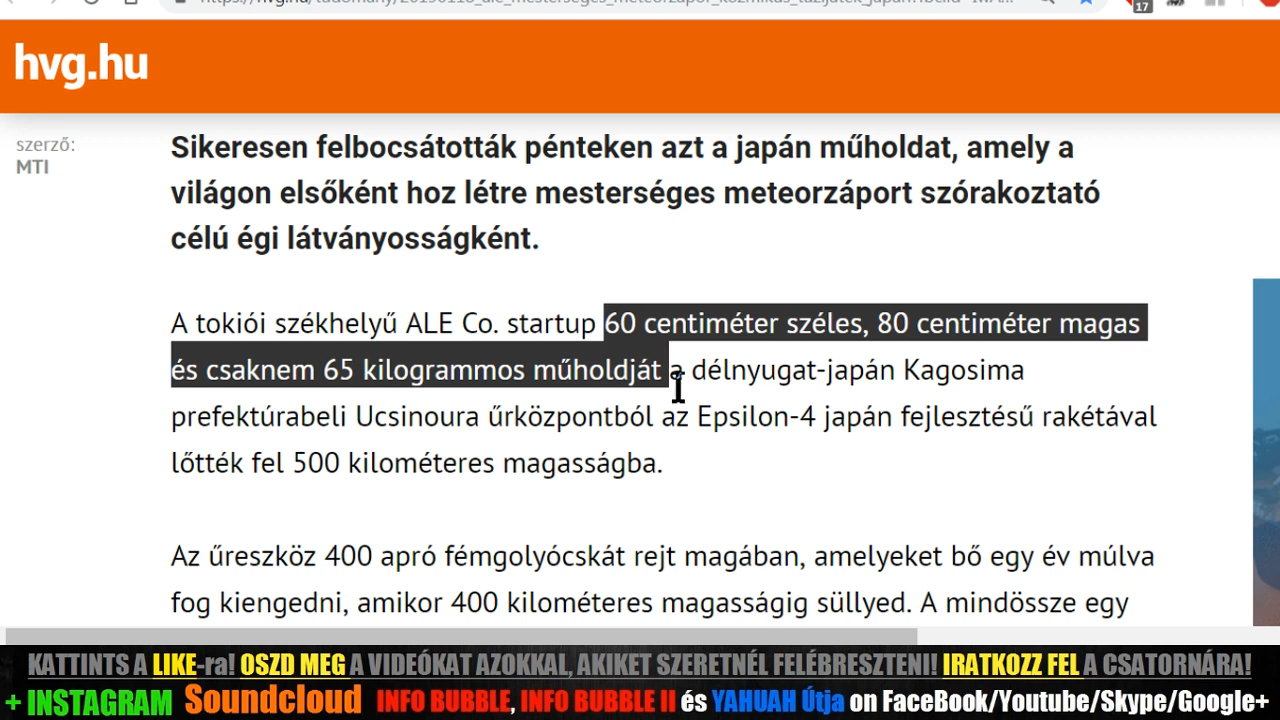 17
hvg.hu
szerző:
MTI
Sikeresen felbocsátották pénteken azt a japán műholdat, amely a
világon elsőként hoz létre mesterséges meteorzáport szórakoztató
célú égi látványosságként.
A tokiói székhelyű ALE Co. startup 60 centiméter széles, 80 centiméter magas
és csaknem 65 kilogrammos műholdját a délnyugat-japán Kagosima
prefektúrabeli Ucsinoura űrközpontból az Epsilon-4 japán fejlesztésű rakétával
lőtték fel 500 kilométeres magasságba.
Az űreszköz 400 apró fémgolyócskát rejt magában, amelyeket bő egy év múlva
fog kiengedni, amikor 400 kilométeres magasságig süllyed. A mindössze egy
KATTINTS A LIKE-ra! OSZD MEG A VIDEÓKAT AZOKKAL, AKIKET SZERETNÉL FELÉBRESZTENI! IRATKOZZ FEL A CSATORNÁRA!
+ INSTAGRAM Soundcloud INFO BUBBLE, INFO BUBBLE II és YAHUAH Útja on FaceBook/Youtube/Skype/Google+